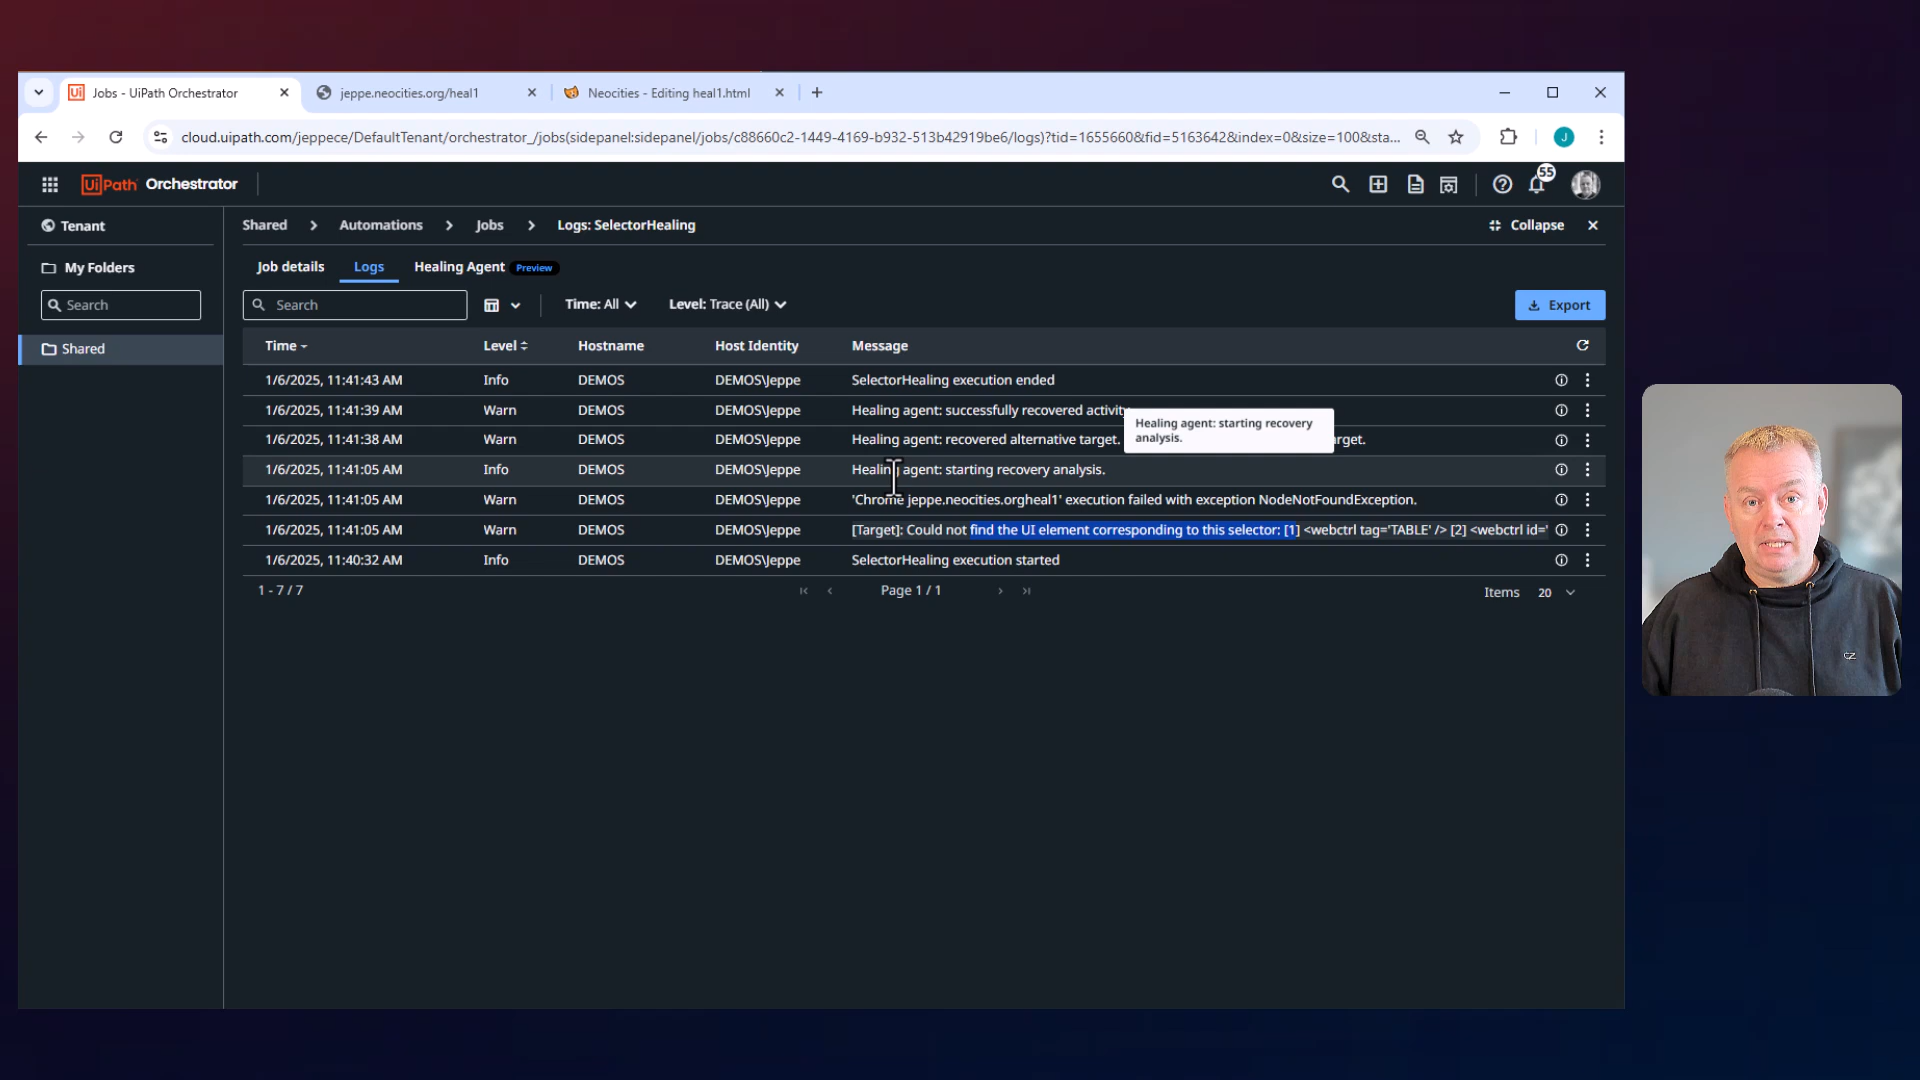 Jobs - UiPath Orchestrator
jeppe.neocities.org/heal1
Neocities - Editing heal1.html
cloud.uipath.com/jeppece/DefaultTenant/orchestrator_/jobs(sidepanel:sidepanel/jobs/c88660c2-1449-4169-b932-513b42919be6/logs)?tid=1655660&fid=5163642&index=0&size=100&sta...
J
UiPath Orchestrator
55
Tenant
Shared > Automations > Jobs > Logs: SelectorHealing
Collapse
My Folders
Job details Logs Healing Agent Preview
Search
Search
Time: All
Level: Trace (All)
Export
Shared
Time Level Hostname Host Identity Message
1/6/2025, 11:41:43 AM Info DEMOS DEMOS\Jeppe SelectorHealing execution ended
1/6/2025, 11:41:39 AM Warn DEMOS DEMOS\Jeppe Healing agent: successfully recovered activity
Healing agent: starting recovery
analysis.
1/6/2025, 11:41:38 AM Warn DEMOS DEMOS\Jeppe Healing agent: recovered alternative target.
1/6/2025, 11:41:05 AM Info DEMOS DEMOS\Jeppe Healing agent: starting recovery analysis.
1/6/2025, 11:41:05 AM Warn DEMOS DEMOS\Jeppe 'Chrome jeppe.neocities.orgheal1' execution failed with exception NodeNotFoundException.
1/6/2025, 11:41:05 AM Warn DEMOS DEMOS\Jeppe [Target]: Could not find the UI element corresponding to this selector: [1] <webctrl tag='TABLE' /> [2] <webctrl id='
1/6/2025, 11:40:32 AM Info DEMOS DEMOS\Jeppe SelectorHealing execution started
1 - 7 / 7
Page 1 / 1
Items 20
CZ